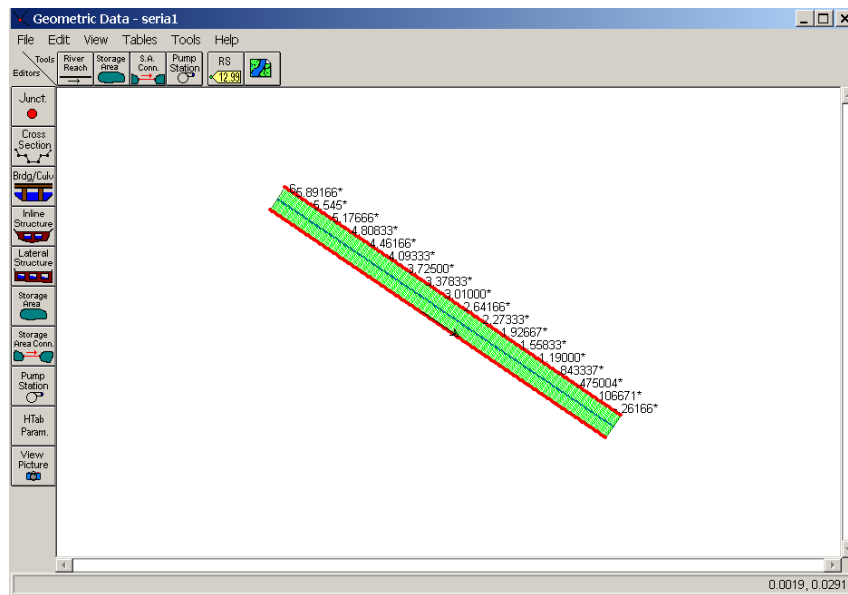 Geometric Data - seria1
File Edit View Tables Tools Help
Tools
Editors
River Reach
Storage Area
S.A. Conn.
Pump Station
RS
12.99
Junct.
Cross Section
Brdg/Culv
Inline Structure
Lateral Structure
Storage Area
Storage Area Conn.
Pump Station
HTab Param.
View Picture
6
5.89166*
5.545*
5.17666*
4.80833*
4.46166*
4.09333*
3.72500*
3.37833*
3.01000*
2.64166*
2.27333*
1.92667*
1.55833*
1.19000*
.843337*
.475004*
.106671*
-.26166*
0.0019, 0.0291